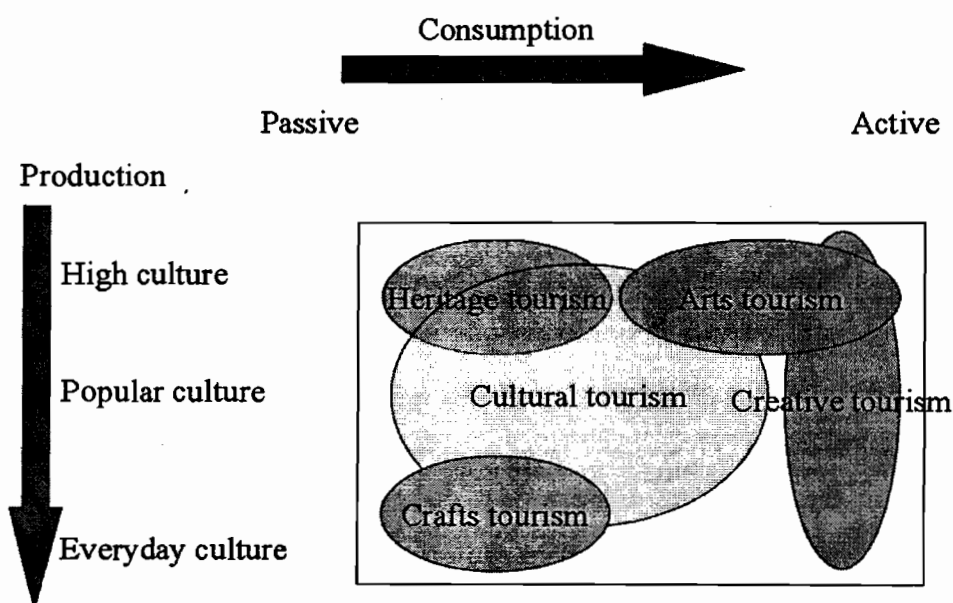 Consumption
Passive Active
Production
High culture
Heritage tourism Arts tourism
Popular culture Cultural tourism Creative tourism
Crafts tourism
Everyday culture